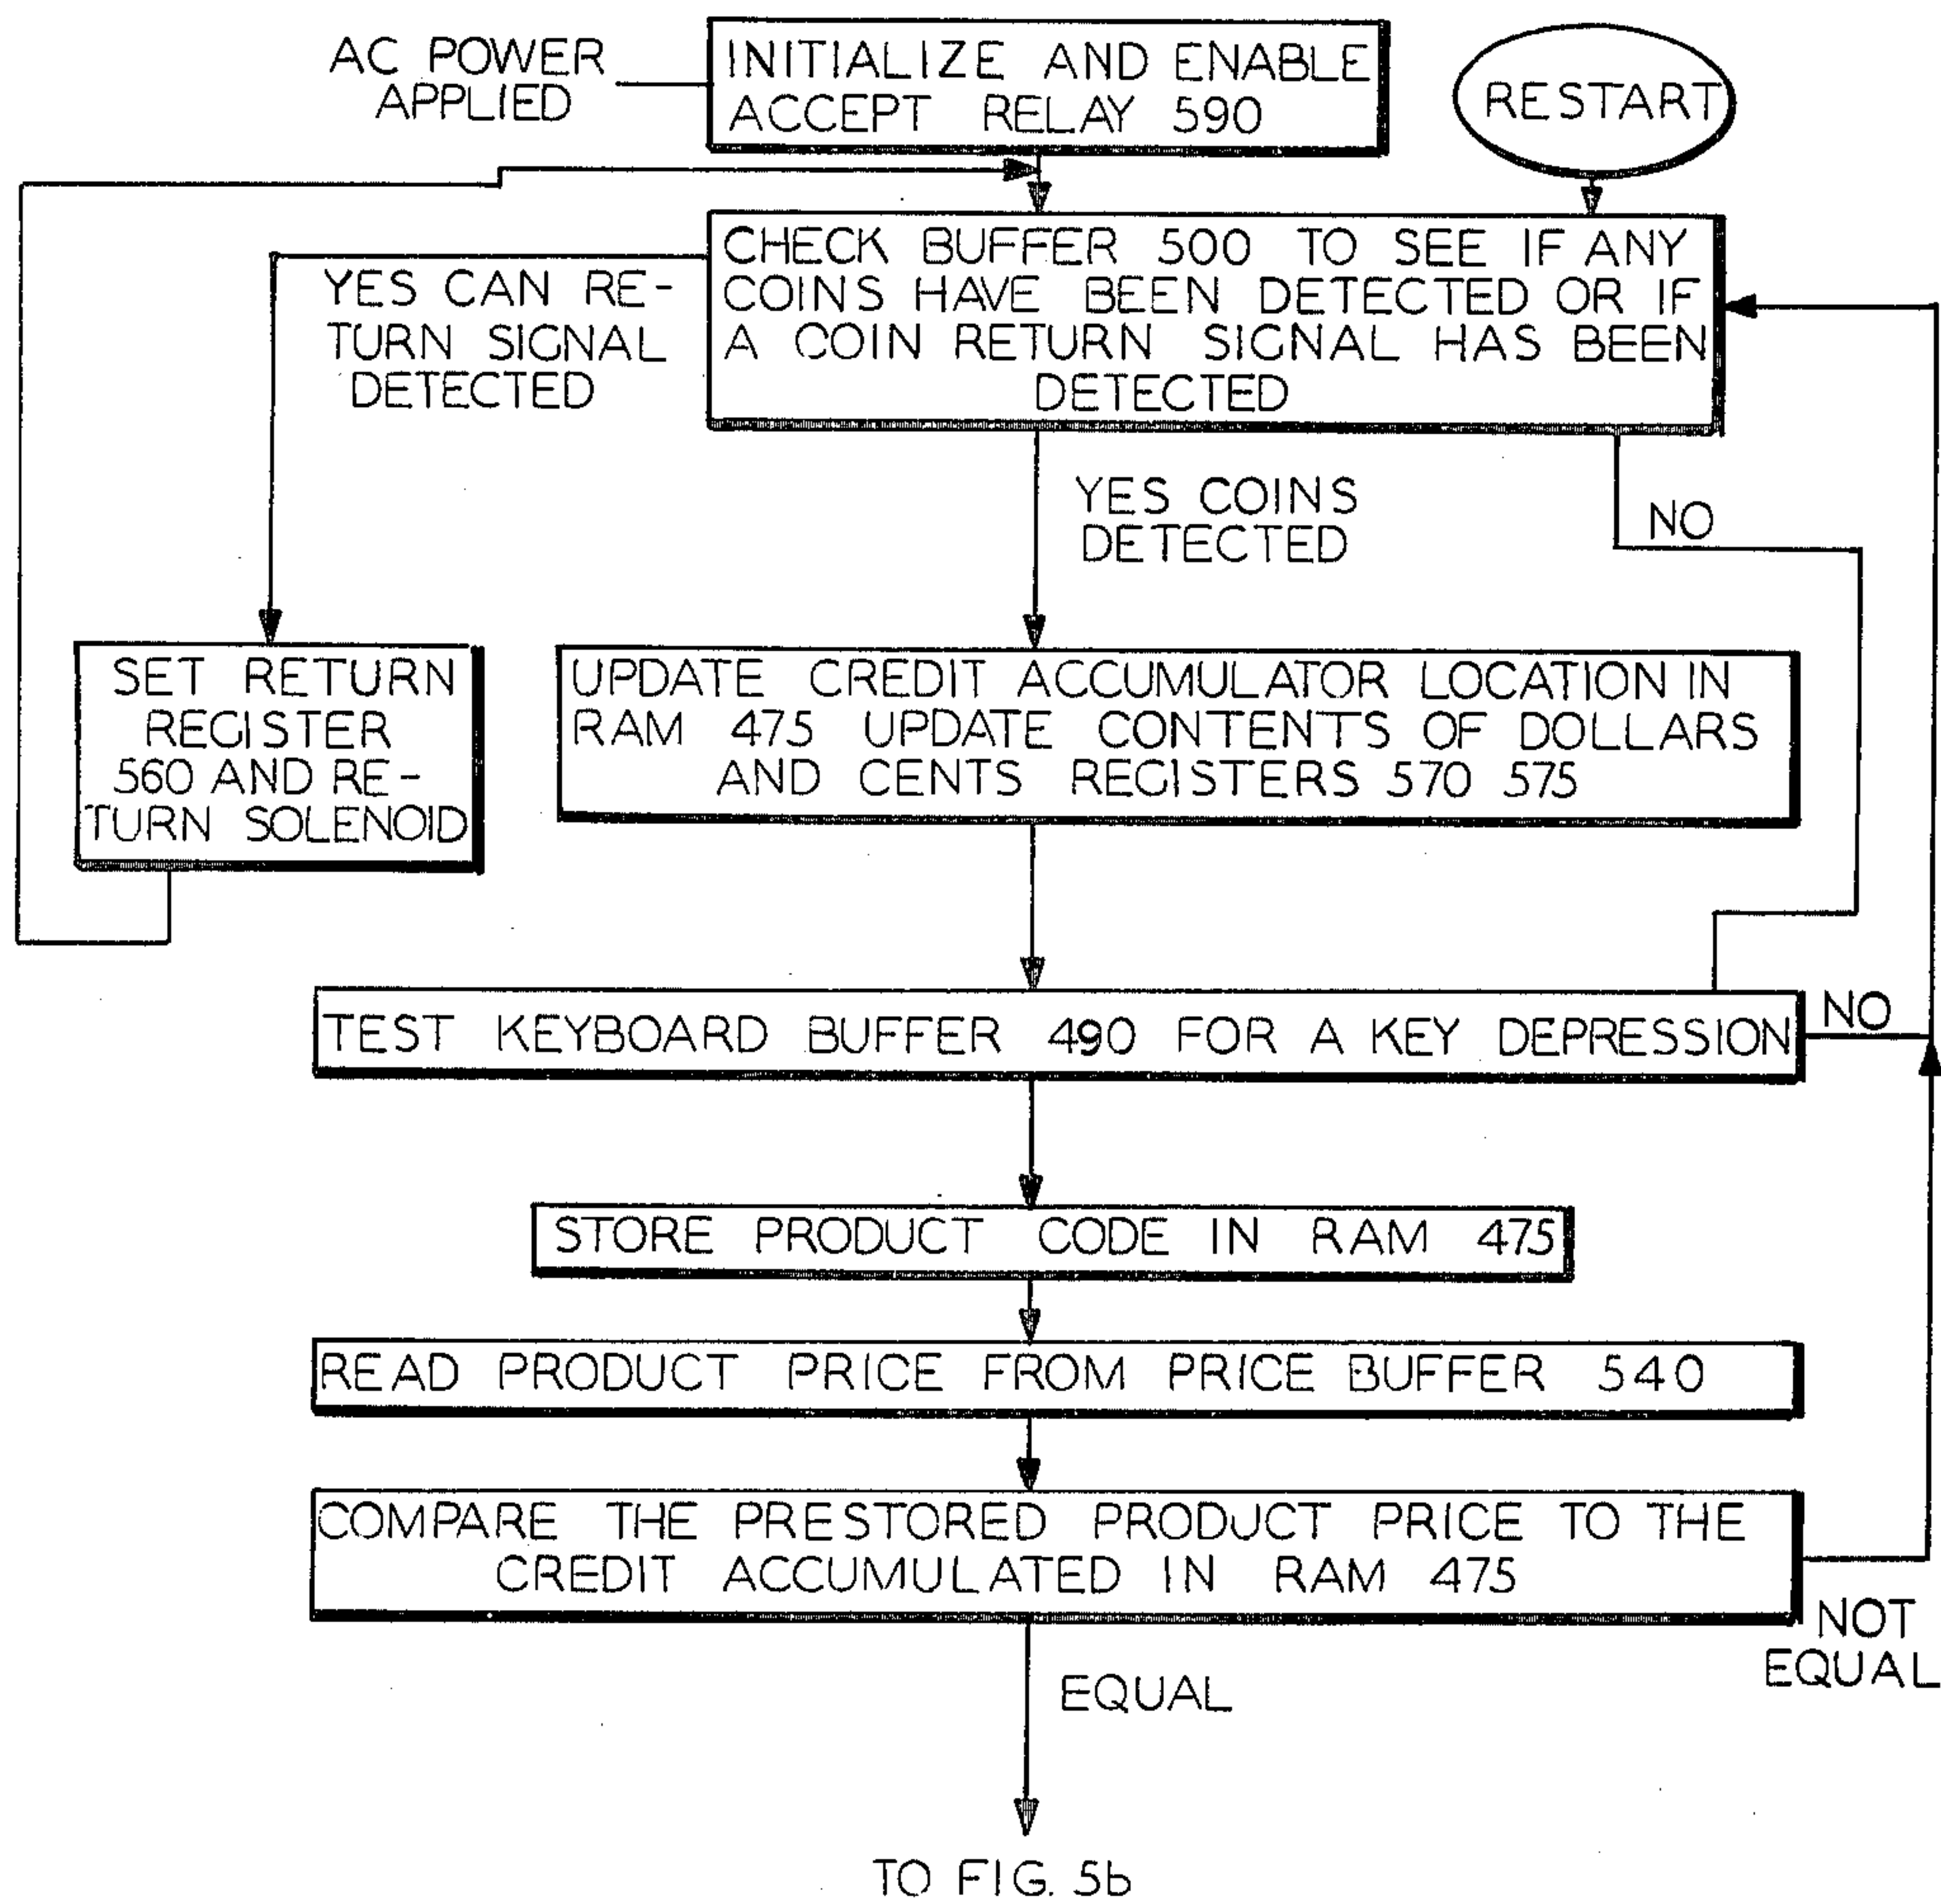 AC POWER
APPLIED
INITIALIZE AND ENABLE
ACCEPT RELAY 590
RESTART
CHECK BUFFER 500 TO SEE IF ANY
COINS HAVE BEEN DETECTED OR IF
A COIN RETURN SIGNAL HAS BEEN
DETECTED
YES CAN RE-
TURN SIGNAL
DETECTED
YES COINS
DETECTED
NO
SET RETURN
REGISTER
560 AND RE-
TURN SOLENOID
UPDATE CREDIT ACCUMULATOR LOCATION IN
RAM 475 UPDATE CONTENTS OF DOLLARS
AND CENTS REGISTERS 570 575
TEST KEYBOARD BUFFER 490 FOR A KEY DEPRESSION
NO
STORE PRODUCT CODE IN RAM 475
READ PRODUCT PRICE FROM PRICE BUFFER 540
COMPARE THE PRESTORED PRODUCT PRICE TO THE
CREDIT ACCUMULATED IN RAM 475
NOT
EQUAL
EQUAL
TO FIG. 5b